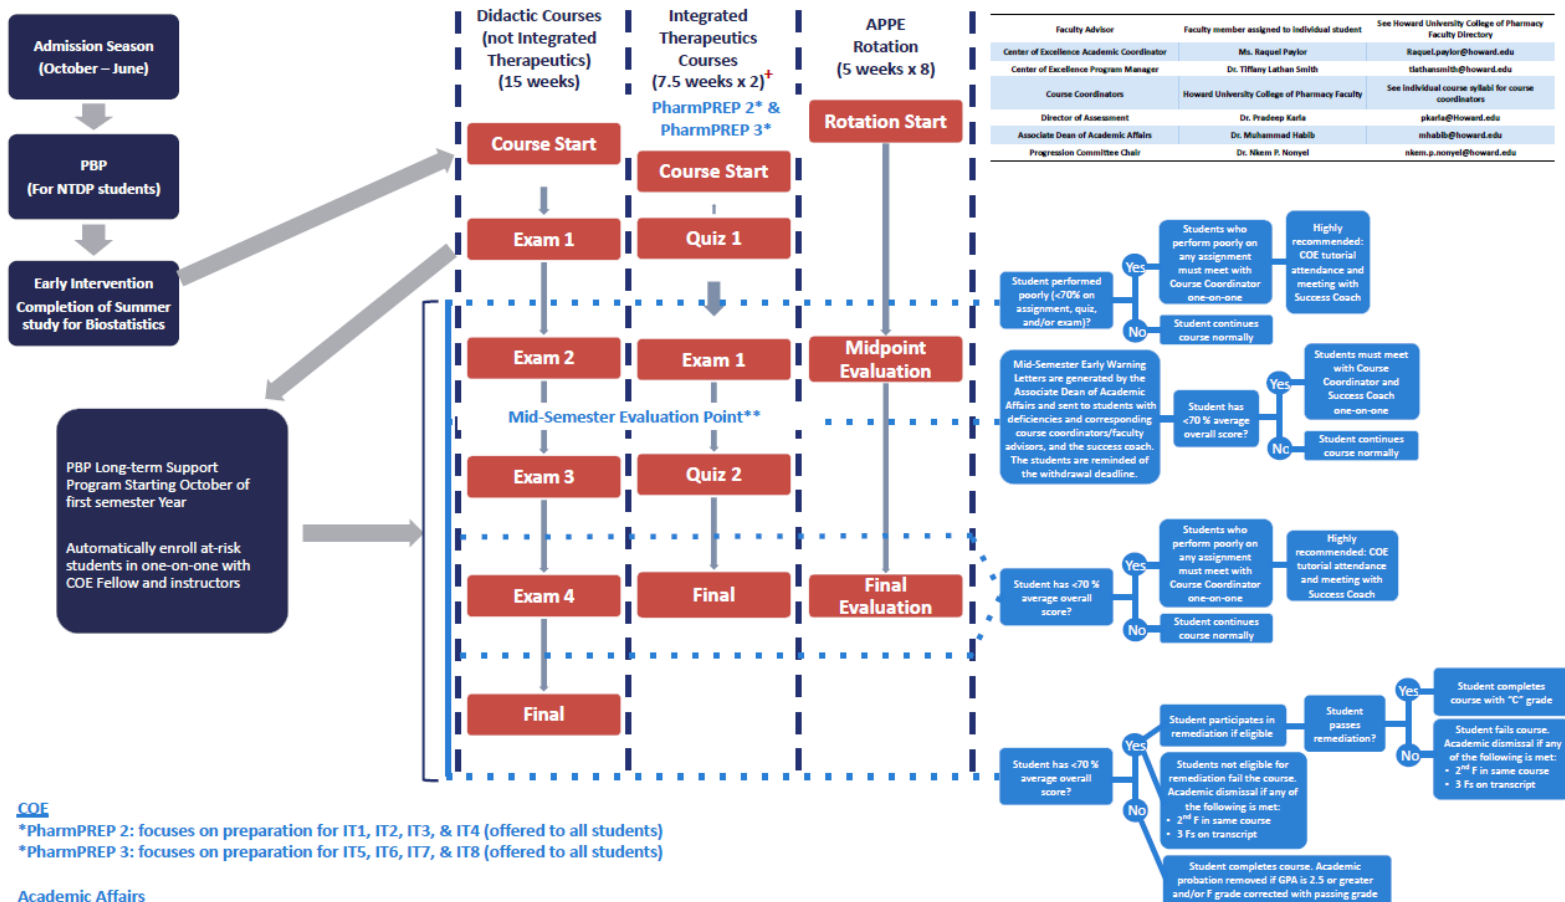 Admission Season
(October – June)
PBP
(For NTDP students)
Early Intervention
Completion of Summer
study for Biostatistics
PBP Long-term Support
Program Starting October of
first semester Year
Automatically enroll at-risk
students in one-on-one with
COE Fellow and instructors
Didactic Courses
(not Integrated
Therapeutics)
(15 weeks)
Course Start
Exam 1
Exam 2
Exam 3
Exam 4
Final
Integrated
Therapeutics
Courses
(7.5 weeks x 2)+
PharmPREP 2* &
PharmPREP 3*
Course Start
Quiz 1
Exam 1
Mid-Semester Evaluation Point**
Quiz 2
Final
APPE
Rotation
(5 weeks x 8)
Rotation Start
Midpoint
Evaluation
Final
Evaluation
Faculty Advisor Faculty member assigned to individual student See Howard University College of Pharmacy
Faculty Directory
Center of Excellence Academic Coordinator Ms. Raquel Paylor Raquel.paylor@howard.edu
Center of Excellence Program Manager Dr. Tiffany Lathan Smith tlathansmith@howard.edu
Course Coordinators Howard University College of Pharmacy Faculty See individual course syllabi for course
coordinators
Director of Assessment Dr. Pradeep Karla pkarla@Howard.edu
Associate Dean of Academic Affairs Dr. Muhammad Habib mhabib@Howard.edu
Progression Committee Chair Dr. Nkem P. Nonyel nkem.p.nonyel@howard.edu
Student performed
poorly (<70% on
assignment, quiz,
and/or exam)?
Yes
Students who
perform poorly on
any assignment
must meet with
Course Coordinator
one-on-one
Highly
recommended:
COE tutorial
attendance and
meeting with
Success Coach
No
Student continues
course normally
Mid-Semester Early Warning
Letters are generated by the
Associate Dean of Academic
Affairs and sent to students with
deficiencies and corresponding
course coordinators/faculty
advisors, and the success coach.
The students are reminded of
the withdrawal deadline.
Student has
<70 % average
overall score?
Yes
Students must meet
with Course
Coordinator and
Success Coach
one-on-one
No
Student continues
course normally
Student has <70 %
average overall
score?
Yes
Students who
perform poorly on
any assignment
must meet with
Course Coordinator
one-on-one
Highly
recommended: COE
tutorial attendance
and meeting with
Success Coach
No
Student continues
course normally
Student has <70 %
average overall
score?
Yes
Student participates in
remediation if eligible
Student
passes
remediation?
Yes
Student completes
course with "C" grade
No
Student fails course.
Academic dismissal if any
of the following is met:
• 2nd F in same course
• 3 Fs on transcript
Students not eligible for
remediation fail the course.
Academic dismissal if any of
the following is met:
• 2nd F in same course
• 3 Fs on transcript
No
Student completes course. Academic
probation removed if GPA is 2.5 or greater
and/or F grade corrected with passing grade
COE
*PharmPREP 2: focuses on preparation for IT1, IT2, IT3, & IT4 (offered to all students)
*PharmPREP 3: focuses on preparation for IT5, IT6, IT7, & IT8 (offered to all students)
Academic Affairs